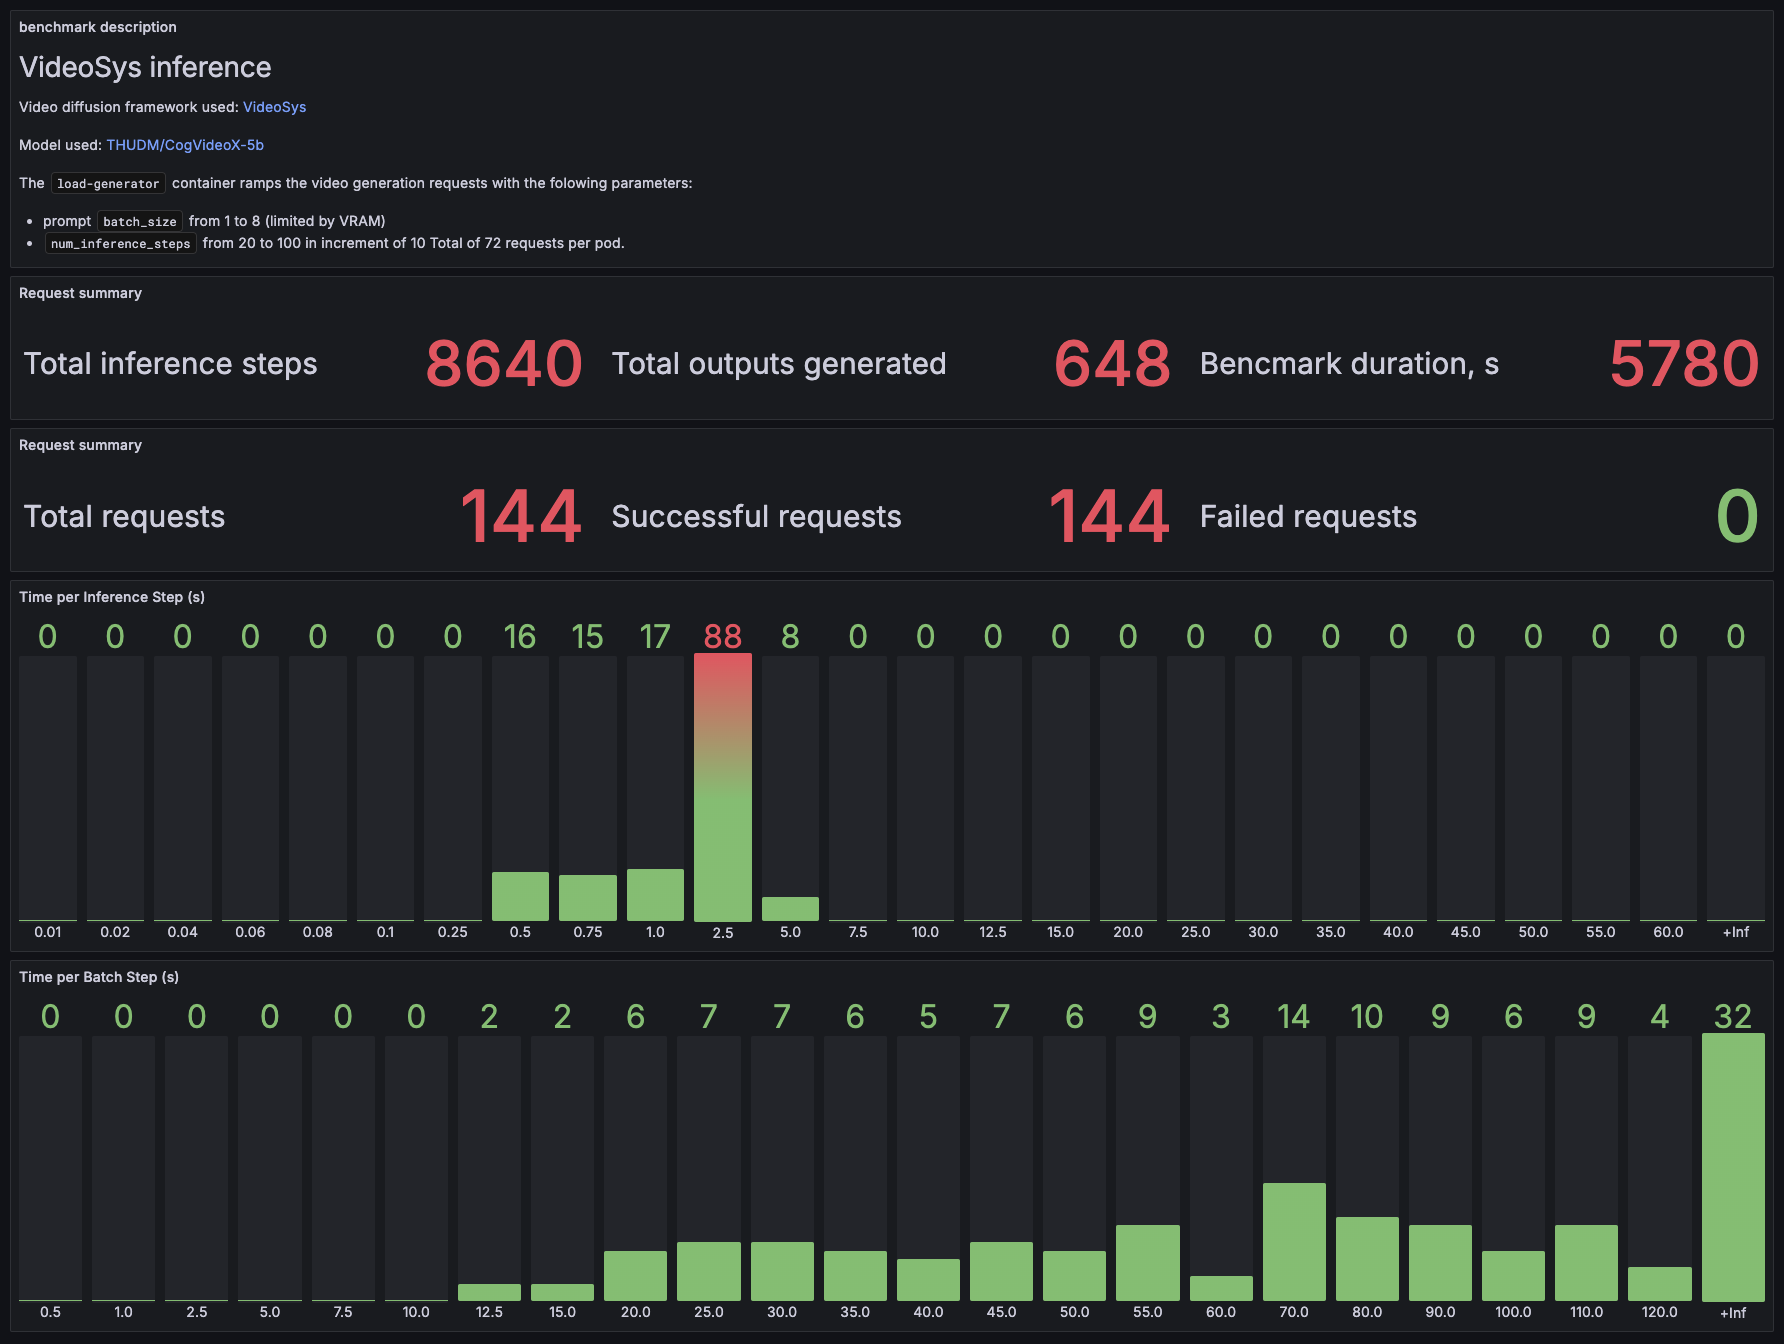 benchmark description
VideoSys inference
Video diffusion framework used: VideoSys
Model used: THUDM/CogVideoX-5b
The load-generator container ramps the video generation requests with the folowing parameters:
• prompt batch_size from 1 to 8 (limited by VRAM)
• num_inference_steps from 20 to 100 in increment of 10 Total of 72 requests per pod.
Request summary
Total inference steps 8640 Total outputs generated 648 Bencmark duration, s 5780
Request summary
Total requests 144 Successful requests 144 Failed requests 0
Time per Inference Step (s)
0 0 0 0 0 0 0 16 15 17 88 8 0 0 0 0 0 0 0 0 0 0 0 0 0 0
0.01 0.02 0.04 0.06 0.08 0.1 0.25 0.5 0.75 1.0 2.5 5.0 7.5 10.0 12.5 15.0 20.0 25.0 30.0 35.0 40.0 45.0 50.0 55.0 60.0 +Inf
Time per Batch Step (s)
0 0 0 0 0 0 2 2 6 7 7 6 5 7 6 9 3 14 10 9 6 9 4 32
0.5 1.0 2.5 5.0 7.5 10.0 12.5 15.0 20.0 25.0 30.0 35.0 40.0 45.0 50.0 55.0 60.0 70.0 80.0 90.0 100.0 110.0 120.0 +Inf